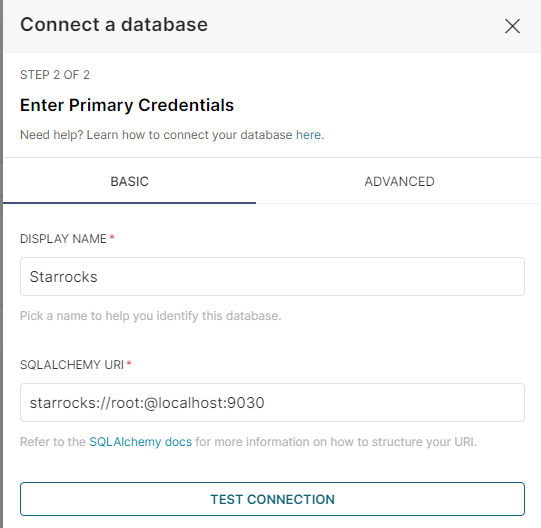 Connect a database
STEP 2 OF 2
Enter Primary Credentials
Need help? Learn how to connect your database here.
BASIC
ADVANCED
DISPLAY NAME*
Starrocks
Pick a name to help you identify this database.
SQLALCHEMY URI*
starrocks://root:@localhost:9030
Refer to the SQLAlchemy docs for more information on how to structure your URI.
TEST CONNECTION